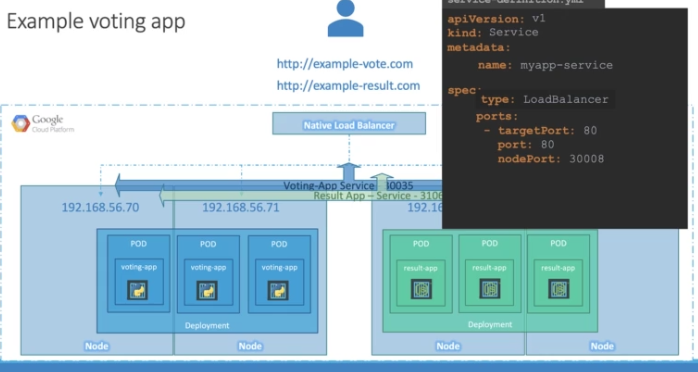 Example voting app
service-definition.yml
apiVersion: v1
kind: Service
metadata:
name: myapp-service
spec:
type: LoadBalancer
ports:
- targetPort: 80
port: 80
nodePort: 30008
http://example-vote.com
http://example-result.com
Google
Cloud Platform
Native Load Balancer
Voting-App Service 30035
Result App – Service - 3106
192.168.56.70
192.168.56.71
192.16
POD
POD
POD
voting-app
voting-app
voting-app
Deployment
POD
POD
POD
result-app
result-app
result-app
Deployment
Node
Node
Node
Node